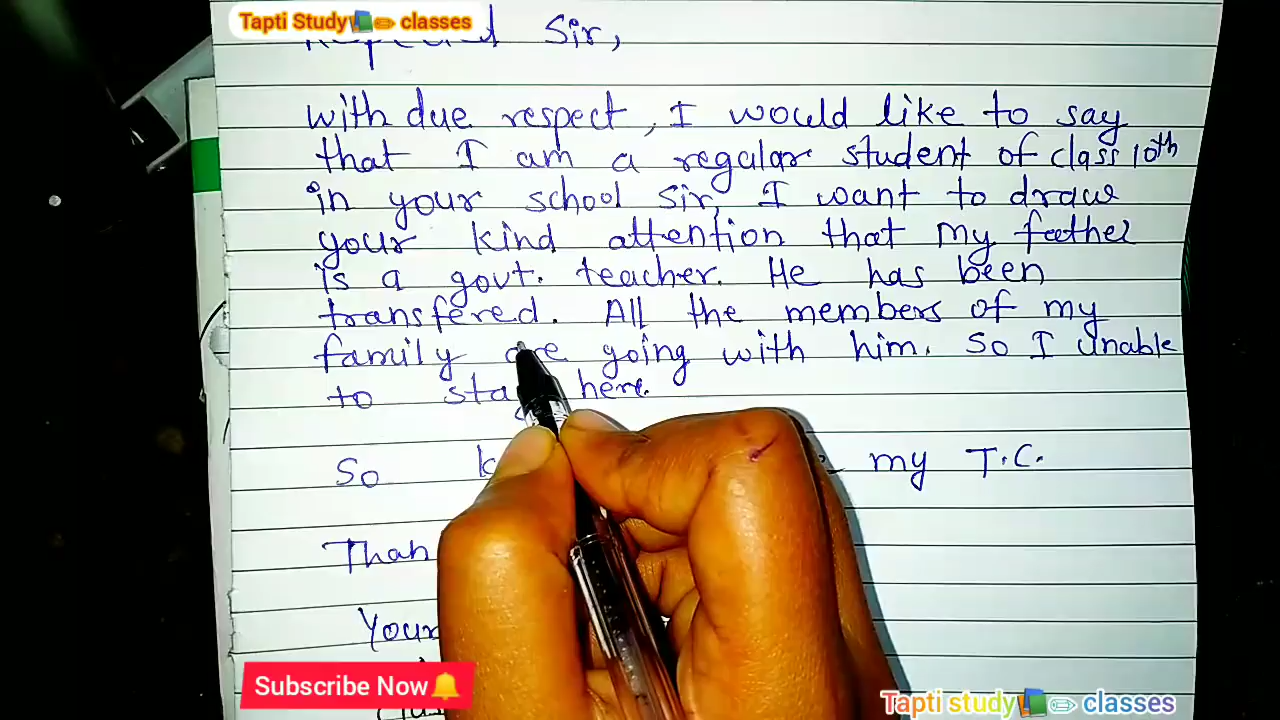 Tapti Study classes
Sir,
with due respect, I would like to say
that I am a regular student of class 10th
in your school sir, I want to draw
your kind attention that my father
is a govt. teacher. He has been
transfered. All the members of my
family are going with him. So I unable
to stay here.
So my T.C.
Subscribe Now
Tapti study classes